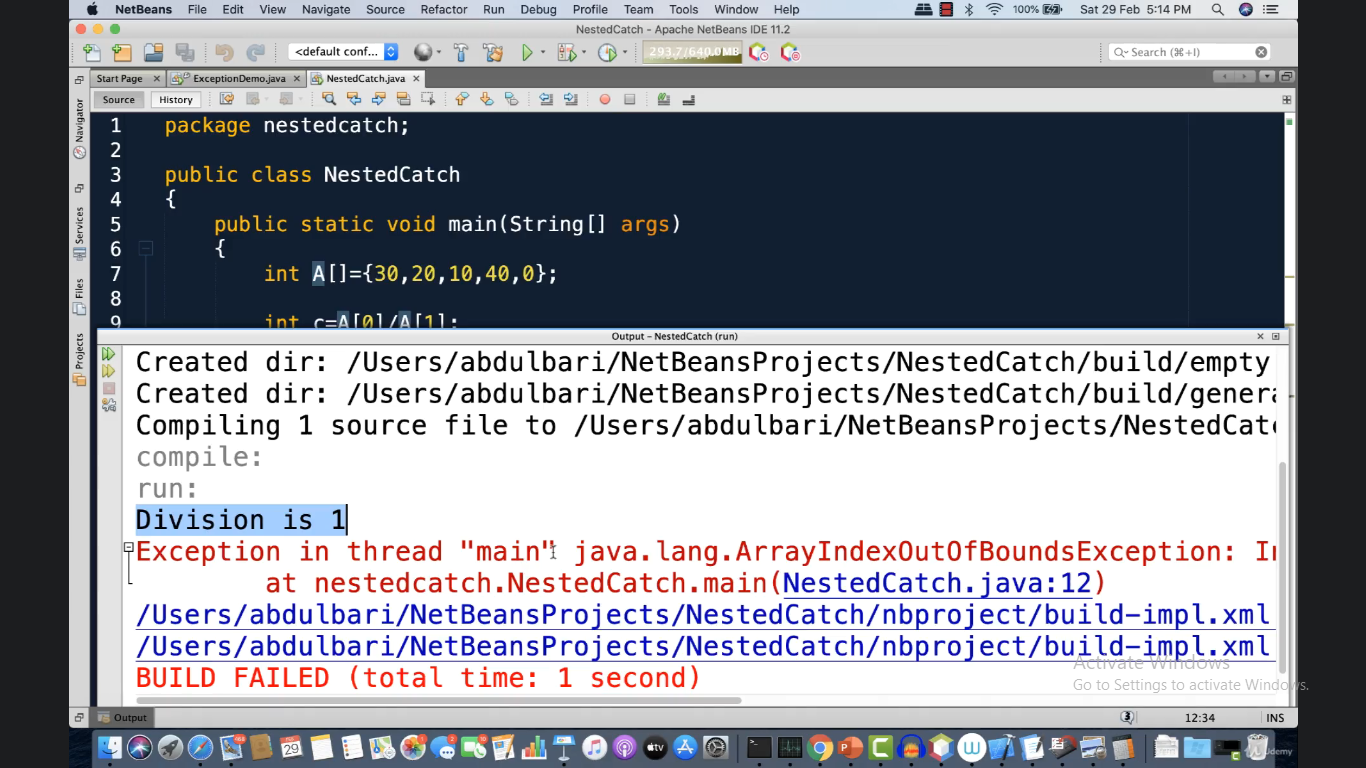 NetBeans File Edit View Navigate Source Refactor Run Debug Profile Team Tools Window Help 100% Sat 29 Feb 5:14 PM
NestedCatch - Apache NetBeans IDE 11.2
<default conf... 293.7/640.0MB Search (⌘+I)
Start Page ExceptionDemo.java NestedCatch.java
Source History
Navigator
Services
Files
Projects
1 package nestedcatch;
2
3 public class NestedCatch
4 {
5 public static void main(String[] args)
6 {
7 int A[]={30,20,10,40,0};
8
9 int c=A[0]/A[1];
Output - NestedCatch (run)
Created dir: /Users/abdulbari/NetBeansProjects/NestedCatch/build/empty
Created dir: /Users/abdulbari/NetBeansProjects/NestedCatch/build/genera
Compiling 1 source file to /Users/abdulbari/NetBeansProjects/NestedCatc
compile:
run:
Division is 1
Exception in thread "main" java.lang.ArrayIndexOutOfBoundsException: In
at nestedcatch.NestedCatch.main(NestedCatch.java:12)
/Users/abdulbari/NetBeansProjects/NestedCatch/nbproject/build-impl.xml
/Users/abdulbari/NetBeansProjects/NestedCatch/nbproject/build-impl.xml
BUILD FAILED (total time: 1 second)
Activate Windows
Go to Settings to activate Windows.
Output 12:34 INS
Udemy